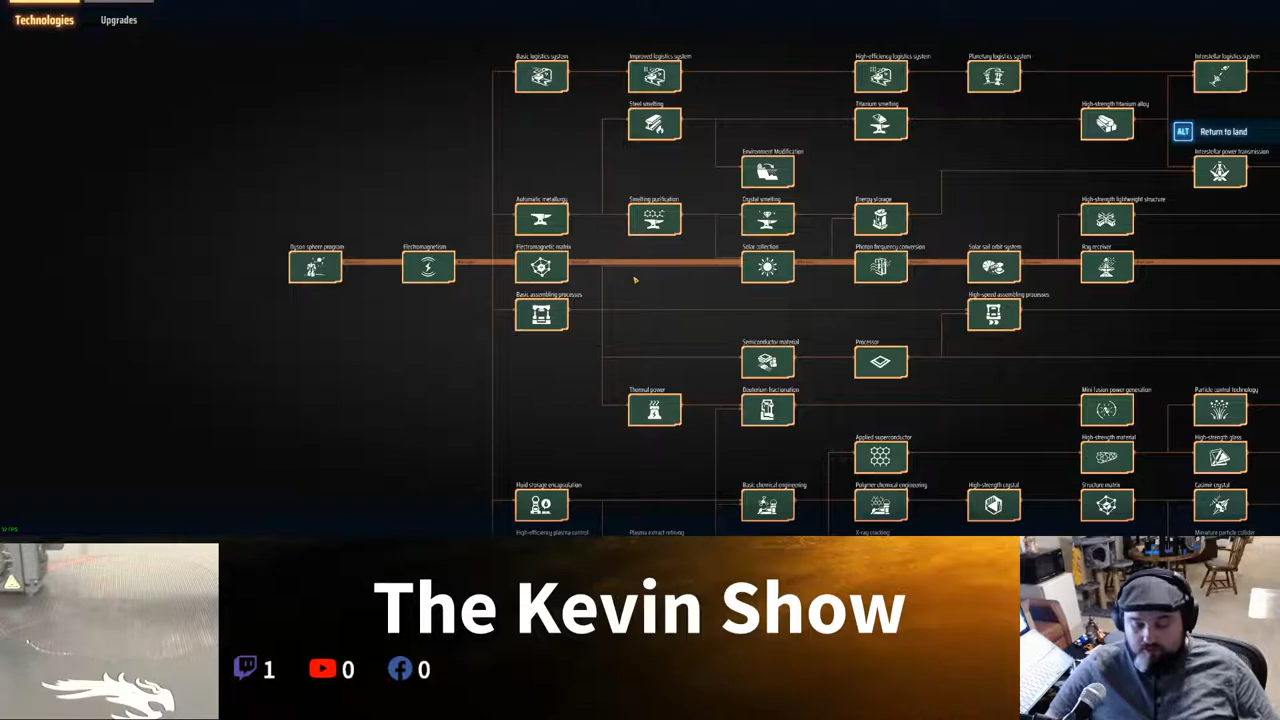 Technologies
Upgrades
Basic logistics system
Improved logistics system
High-efficiency logistics system
Planetary logistics system
Interstellar logistics system
Steel smelting
Titanium smelting
High-strength titanium alloy
ALT Return to land
Environment Modification
Interstellar power transmission
Automatic metallurgy
Smelting purification
Crystal smelting
Energy storage
High-strength lightweight structure
Dyson sphere program
Electromagnetism
Electromagnetic matrix
Solar collection
Photon frequency conversion
Solar sail orbit system
Ray receiver
Basic assembling processes
High-speed assembling processes
Semiconductor material
Processor
Thermal power
Deuterium fractionation
Mini fusion power generation
Particle control technology
Applied superconductor
High-strength material
High-strength glass
Fluid storage encapsulation
Basic chemical engineering
Polymer chemical engineering
High-strength crystal
Structure matrix
Casimir crystal
High-efficiency plasma control
Plasma extract refining
X-ray cracking
Miniature particle collider
The Kevin Show
1
0
0